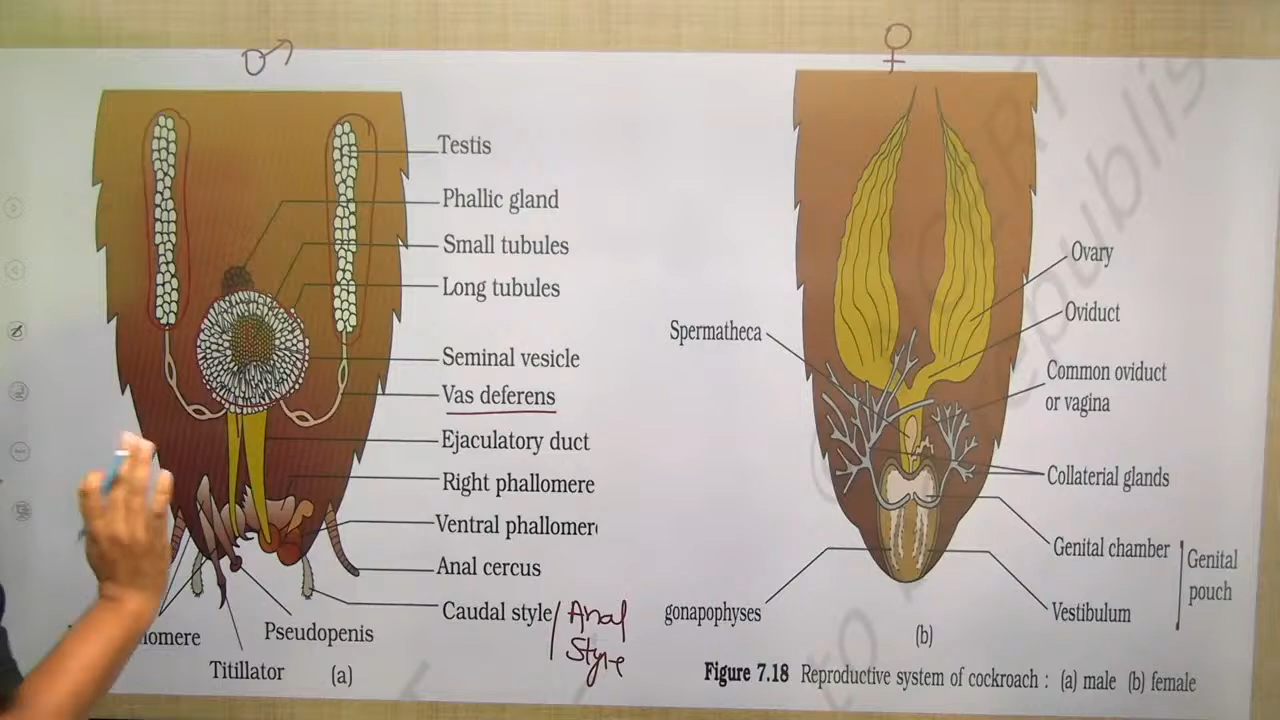 ♂
♀
Testis
Phallic gland
Small tubules
Long tubules
Seminal vesicle
Vas deferens
Ejaculatory duct
Right phallomere
Ventral phallomer
Anal cercus
Caudal style/ Anal
Style
Pseudopenis
Titillator
(a)
Ovary
Oviduct
Spermatheca
Common oviduct
or vagina
Collaterial glands
Genital chamber
Genital
pouch
gonapophyses
Vestibulum
(b)
Figure 7.18 Reproductive system of cockroach : (a) male (b) female